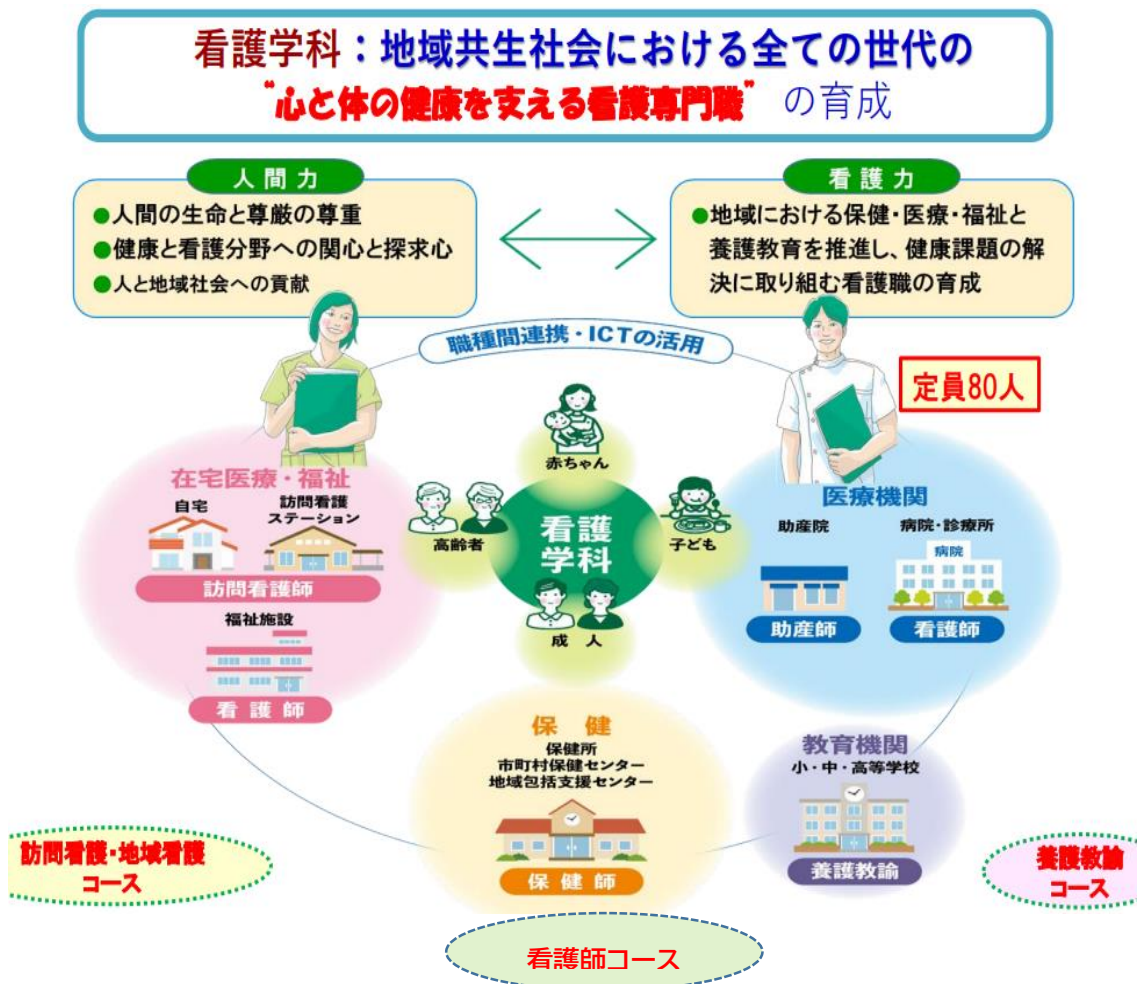 看護学科：地域共生社会における全ての世代の
“心と体の健康を支える看護専門職” の育成
人間力
●人間の生命と尊厳の尊重
●健康と看護分野への関心と探求心
●人と地域社会への貢献
看護力
●地域における保健・医療・福祉と
養護教育を推進し、健康課題の解
決に取り組む看護職の育成
職種間連携・ICTの活用
定員80人
赤ちゃん
高齢者
看護
学科
子ども
成人
在宅医療・福祉
自宅
訪問看護
ステーション
訪問看護師
福祉施設
看護師
医療機関
助産院
病院・診療所
病院
助産師
看護師
保健
保健所
市町村保健センター
地域包括支援センター
保健師
教育機関
小・中・高等学校
養護教諭
訪問看護・地域看護
コース
看護師コース
養護教諭
コース